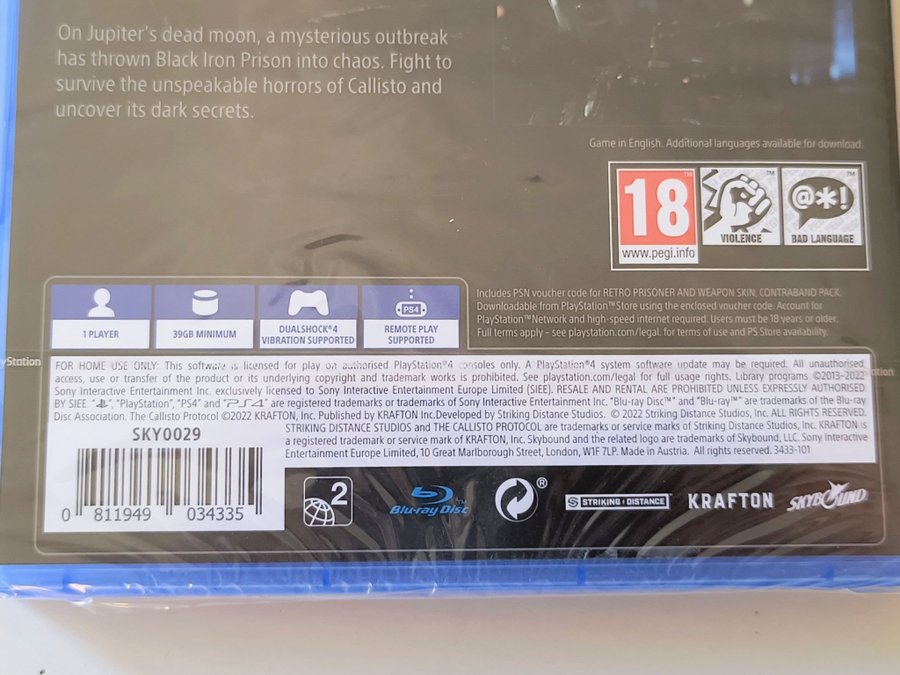 On Jupiter's dead moon, a mysterious outbreak
has thrown Black Iron Prison into chaos. Fight to
survive the unspeakable horrors of Callisto and
uncover its dark secrets.
Game in English. Additional languages available for download.
18™
www.pegi.info
™
VIOLENCE
@*!™
BAD LANGUAGE
1 PLAYER
39GB MINIMUM
DUALSHOCK®4
VIBRATION SUPPORTED
PS4
REMOTE PLAY
SUPPORTED
Includes PSN voucher code for RETRO PRISONER AND WEAPON SKIN, CONTRABAND PACK.
Downloadable from PlayStation™Store using the enclosed voucher code. Account for
PlayStation™Network and high-speed internet required. Users must be 18 years or older.
Full terms apply – see playstation.com/legal. for terms of use and PS Store availability.
yStation
ation
FOR HOME USE ONLY: This software is licensed for play on authorised PlayStation®4 consoles only. A PlayStation®4 system software update may be required. All unauthorised
access, use or transfer of the product or its underlying copyright and trademark works is prohibited. See playstation.com/legal for full usage rights. Library programs ©2013-2022
Sony Interactive Entertainment Inc. exclusively licensed to Sony Interactive Entertainment Europe Limited (SIEE). RESALE AND RENTAL ARE PROHIBITED UNLESS EXPRESSLY AUTHORISED
BY SIEE. "PS", "PlayStation", "PS4" and "PS4" are registered trademarks or trademarks of Sony Interactive Entertainment Inc. "Blu-ray Disc™" and "Blu-ray™" are trademarks of the Blu-ray
Disc Association. The Callisto Protocol ©2022 KRAFTON, Inc. Published by KRAFTON Inc.Developed by Striking Distance Studios. © 2022 Striking Distance Studios, Inc. ALL RIGHTS RESERVED.
STRIKING DISTANCE STUDIOS and THE CALLISTO PROTOCOL are trademarks or service marks of Striking Distance Studios, Inc. KRAFTON is
a registered trademark or service mark of KRAFTON, Inc. Skybound and the related logo are trademarks of Skybound, LLC. Sony Interactive
Entertainment Europe Limited, 10 Great Marlborough Street, London, W1F 7LP. Made in Austria. All rights reserved. 3433-101
SKY0029
0 811949 034335
2
Blu-ray Disc™
®
STRIKING DISTANCE
KRAFTON
SKYBOUND